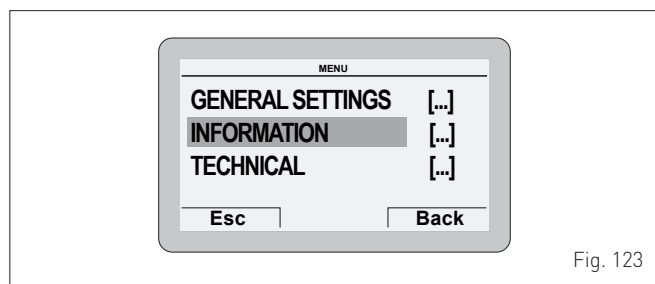 MENU
GENERAL SETTINGS [...]
INFORMATION [...]
TECHNICAL [...]
Esc Back
Fig. 123